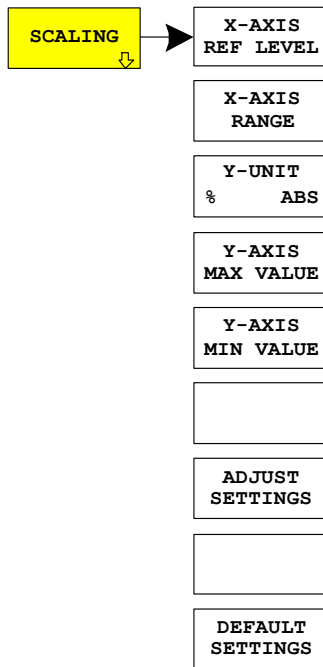 SCALING
X-AXIS
REF LEVEL
X-AXIS
RANGE
Y-UNIT
% ABS
Y-AXIS
MAX VALUE
Y-AXIS
MIN VALUE
ADJUST
SETTINGS
DEFAULT
SETTINGS